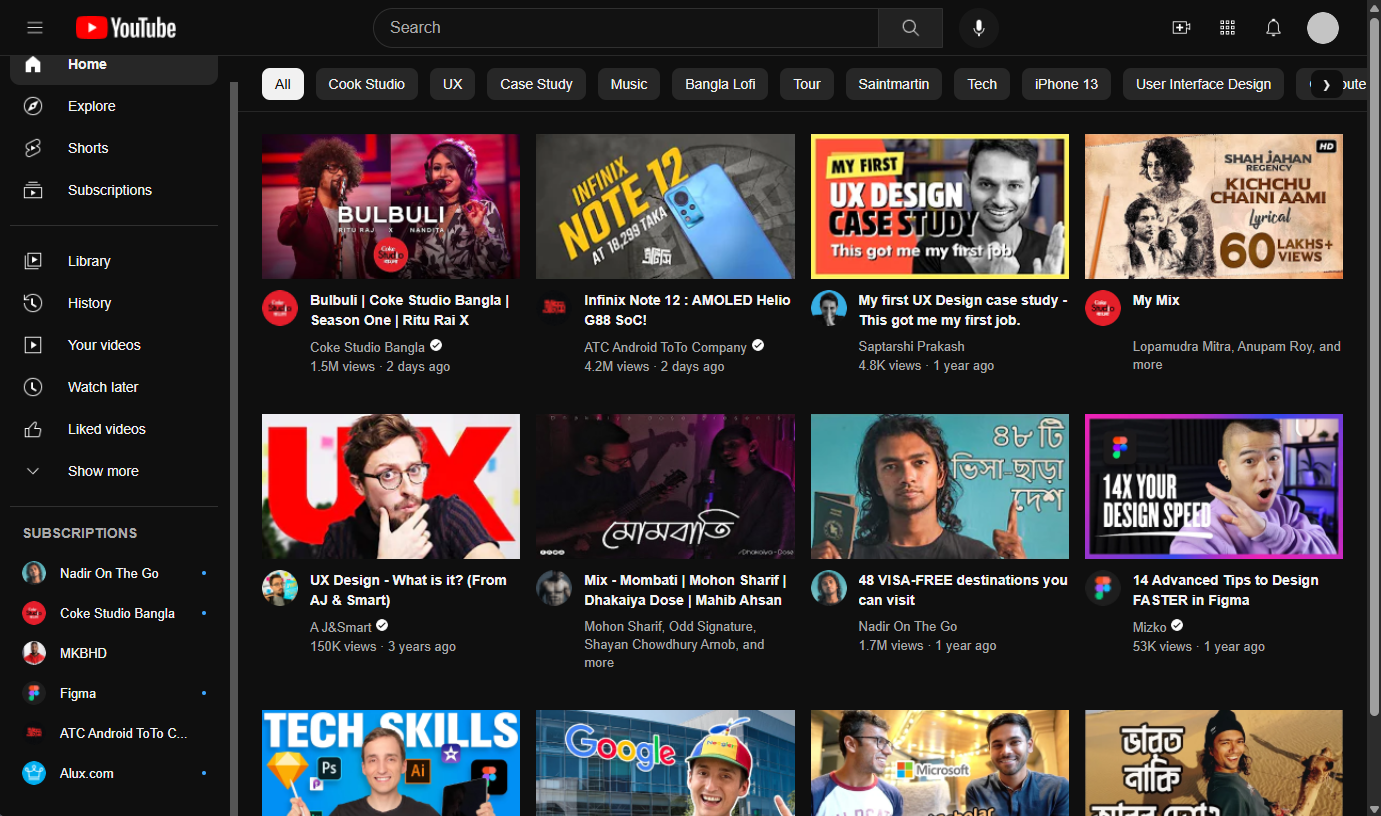 YouTube
Search
Home
Explore
Shorts
Subscriptions
Library
History
Your videos
Watch later
Liked videos
Show more
SUBSCRIPTIONS
Nadir On The Go
Coke Studio Bangla
MKBHD
Figma
ATC Android ToTo C...
Alux.com
All
Cook Studio
UX
Case Study
Music
Bangla Lofi
Tour
Saintmartin
Tech
iPhone 13
User Interface Design
BULBULI
RITU RAJ X NANDITA
Coke Studio
Bulbuli | Coke Studio Bangla |
Season One | Ritu Rai X
Coke Studio Bangla
1.5M views · 2 days ago
INFINIX
NOTE 12
AT 18,299 TAKA
Infinix Note 12 : AMOLED Helio
G88 SoC!
ATC Android ToTo Company
4.2M views · 2 days ago
MY FIRST
UX DESIGN
CASE STUDY
This got me my first job.
My first UX Design case study -
This got me my first job.
Saptarshi Prakash
4.8K views · 1 year ago
HD
SHAH JAHAN
REGENCY
KICHCHU
CHAINI AAMI
Lyrical
60 LAKHS+
VIEWS
My Mix
Lopamudra Mitra, Anupam Roy, and
more
UX
UX Design - What is it? (From
AJ & Smart)
A J&Smart
150K views · 3 years ago
Dhakaiya Dose Presents
মোমবাতি
/Dhakaiya-Dose
Mix - Mombati | Mohon Sharif |
Dhakaiya Dose | Mahib Ahsan
Mohon Sharif, Odd Signature,
Shayan Chowdhury Arnob, and
more
৪৮ টি
ভিসা-ছাড়া
দেশ
48 VISA-FREE destinations you
can visit
Nadir On The Go
1.7M views · 1 year ago
14X YOUR
DESIGN SPEED
14 Advanced Tips to Design
FASTER in Figma
Mizko
53K views · 1 year ago
TECH SKILLS
Ps
Ai
Google
Microsoft
ভারত
নাকি